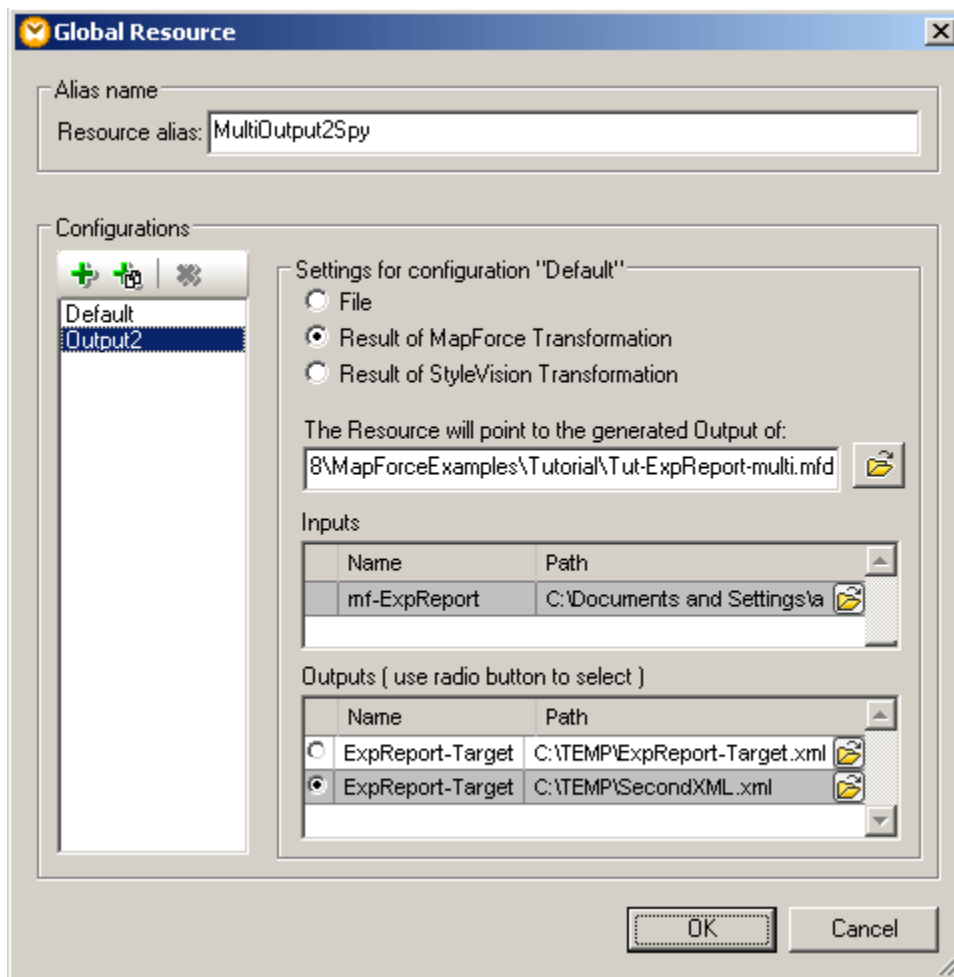 Global Resource
Alias name
Resource alias: MultiOutput2Spy
Configurations
Default
Output2
Settings for configuration "Default"
File
Result of MapForce Transformation
Result of StyleVision Transformation
The Resource will point to the generated Output of:
8\MapForceExamples\Tutorial\Tut-ExpReport-multi.mfd
Inputs
Name Path
mf-ExpReport C:\Documents and Settings\a
Outputs ( use radio button to select )
Name Path
ExpReport-Target C:\TEMP\ExpReport-Target.xml
ExpReport-Target C:\TEMP\SecondXML.xml
OK Cancel